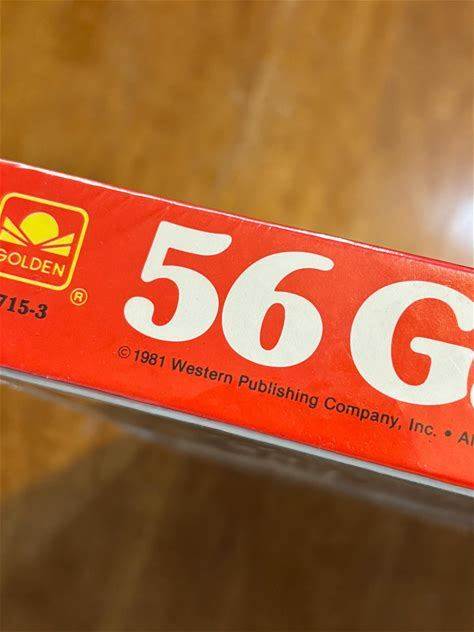 GOLDEN
®
715-3
56 G
© 1981 Western Publishing Company, Inc. • A